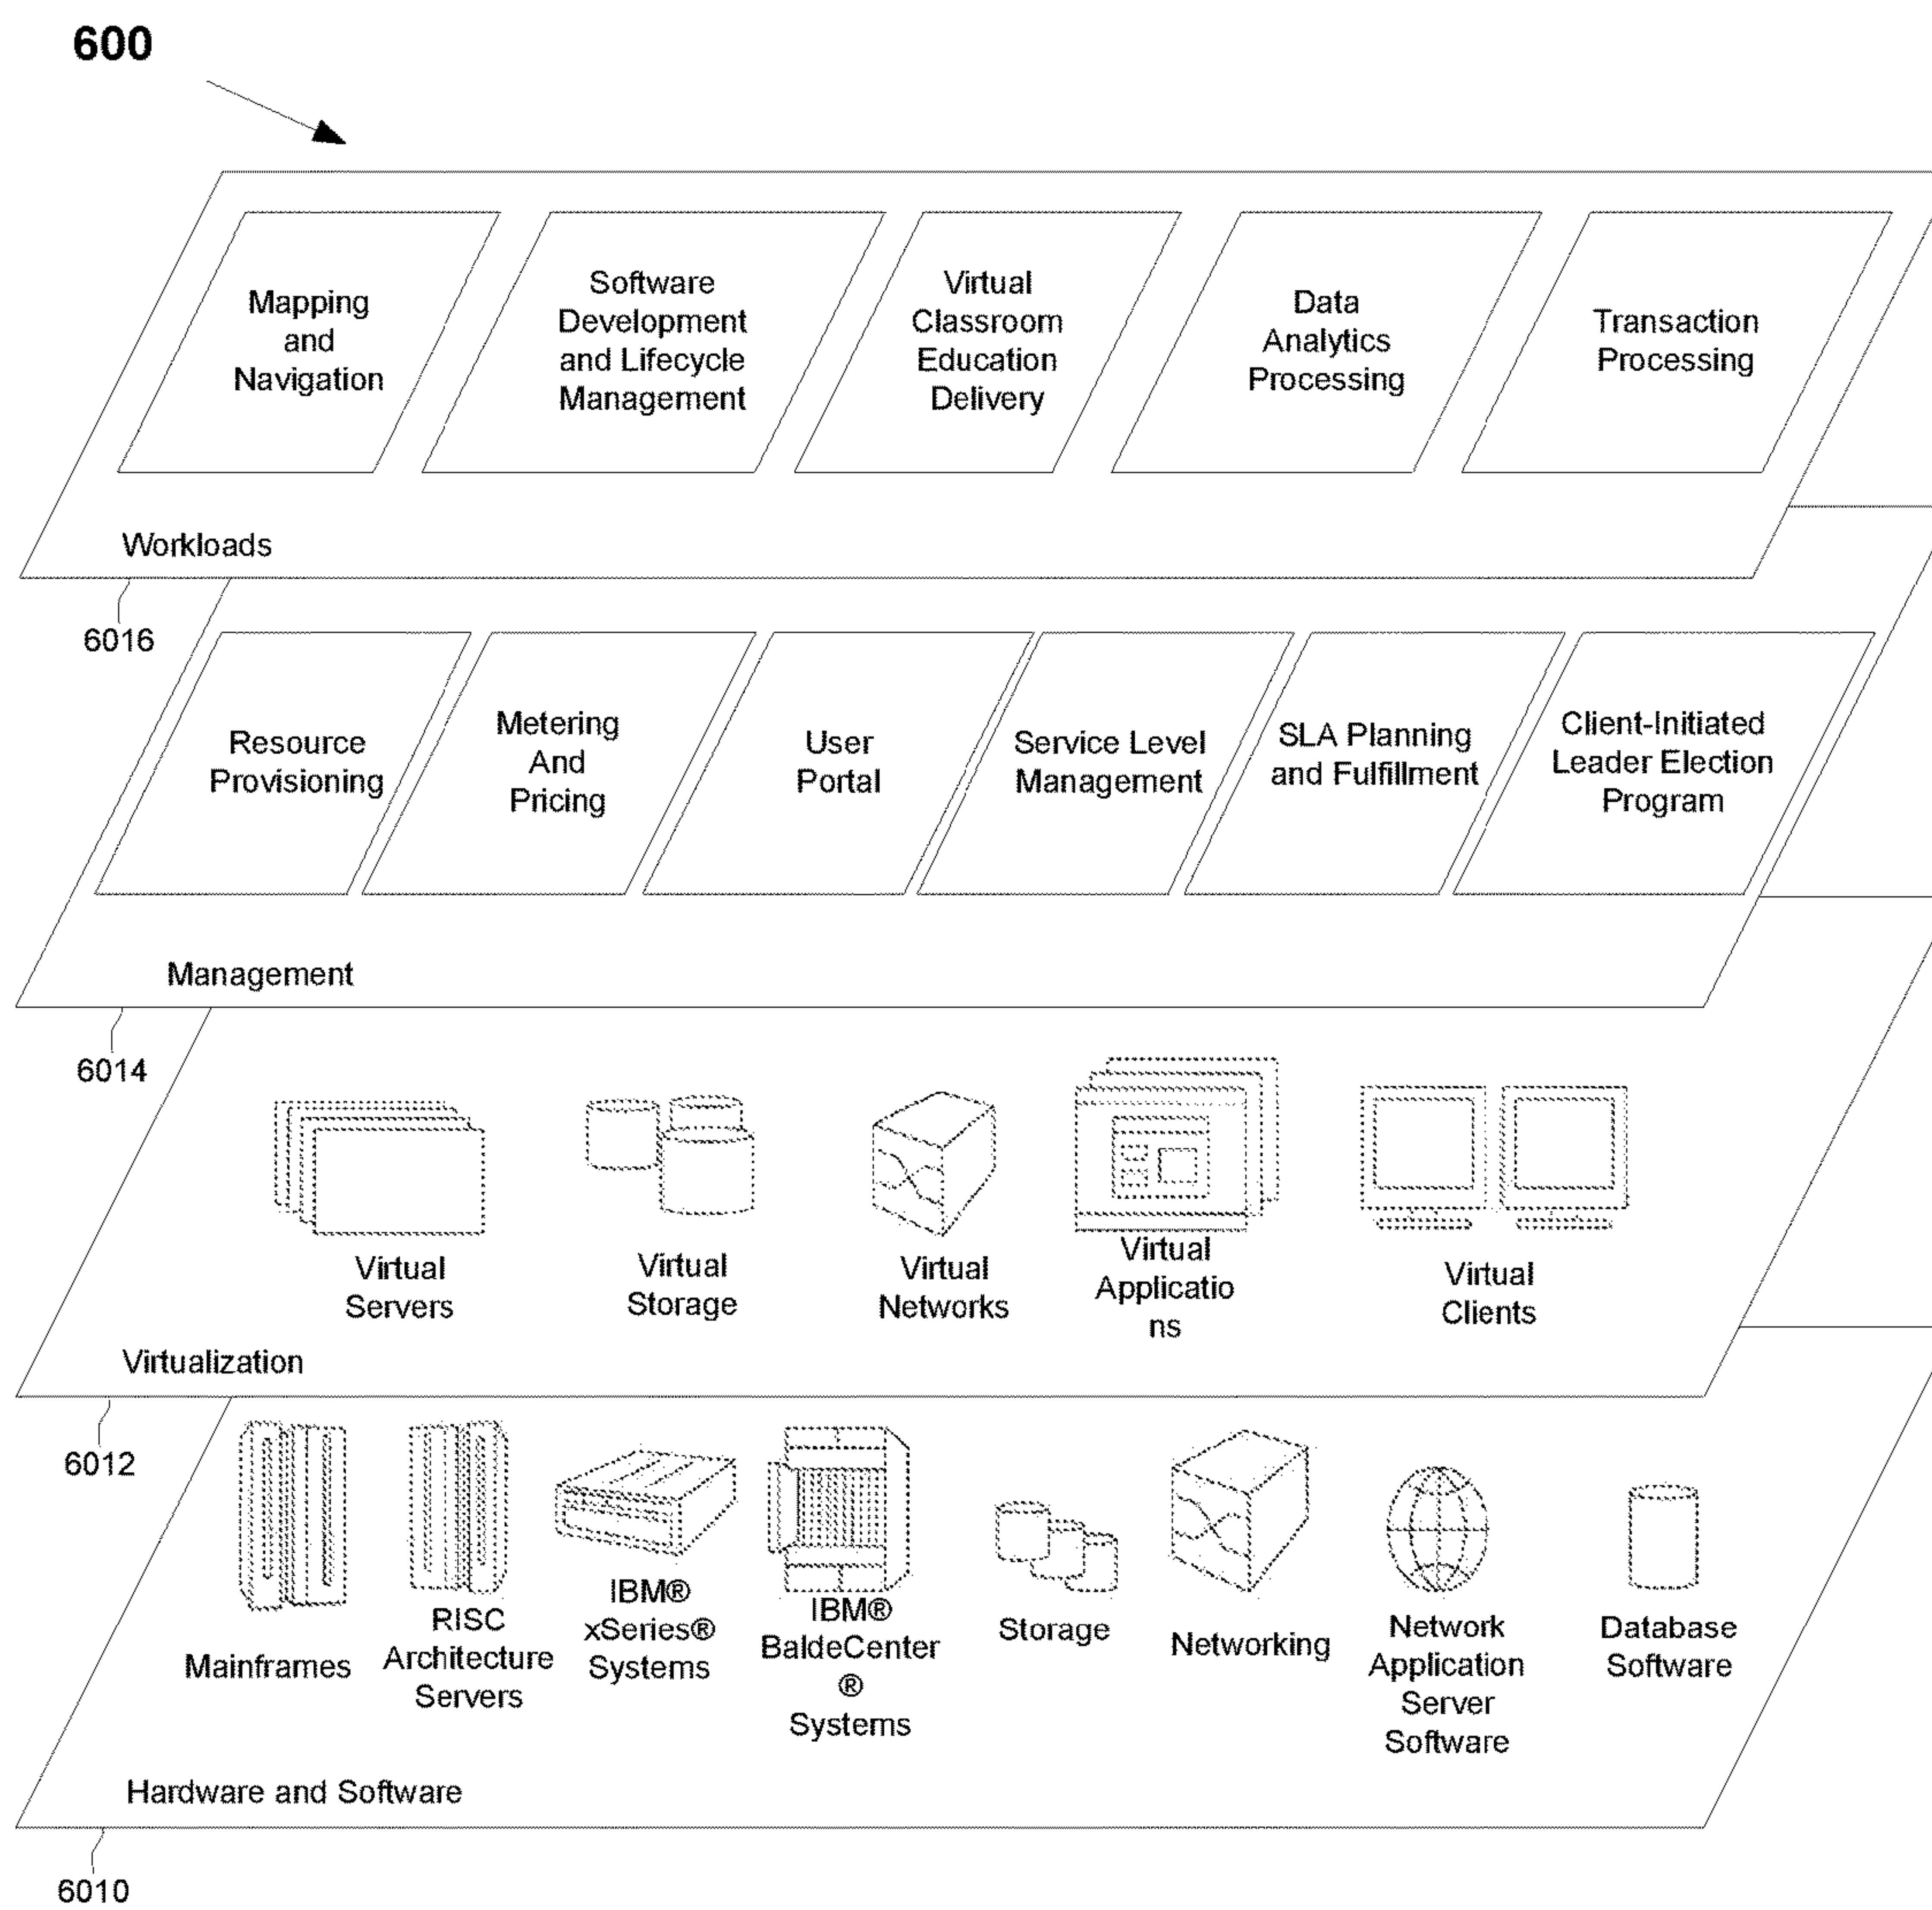 600
Mapping
and
Navigation
Software
Development
and Lifecycle
Management
Virtual
Classroom
Education
Delivery
Data
Analytics
Processing
Transaction
Processing
Workloads
6016
Resource
Provisioning
Metering
And
Pricing
User
Portal
Service Level
Management
SLA Planning
and Fulfillment
Client-Initiated
Leader Election
Program
Management
6014
Virtual
Servers
Virtual
Storage
Virtual
Networks
Virtual
Applicatio
ns
Virtual
Clients
Virtualization
6012
Mainframes
RISC
Architecture
Servers
IBM®
xSeries®
Systems
IBM®
BaldeCenter
®
Systems
Storage
Networking
Network
Application
Server
Software
Database
Software
Hardware and Software
6010